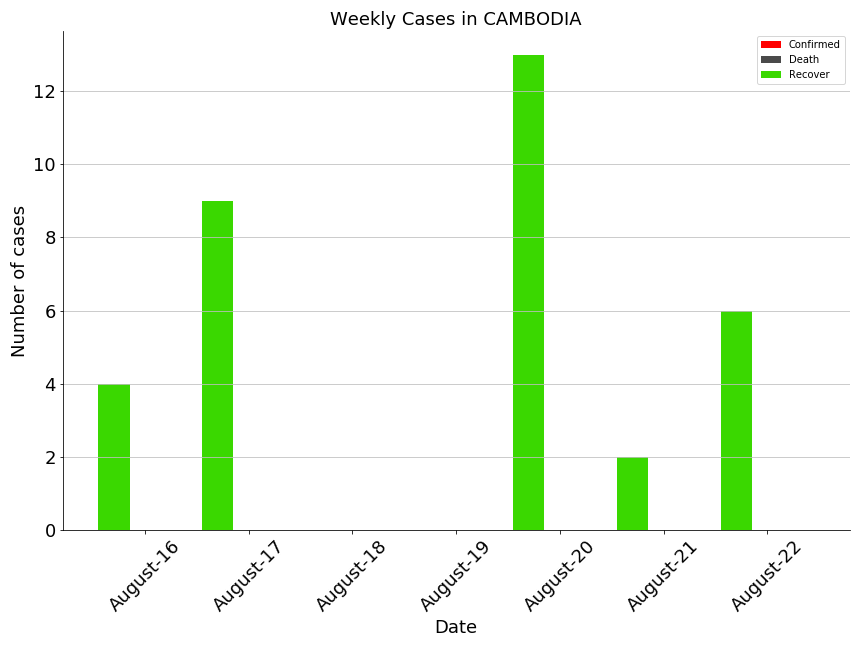 Weekly Cases in CAMBODIA
Confirmed
Death
Recover
Number of cases
12
10
8
6
4
2
0
August-16
August-17
August-18
August-19
August-20
August-21
August-22
Date